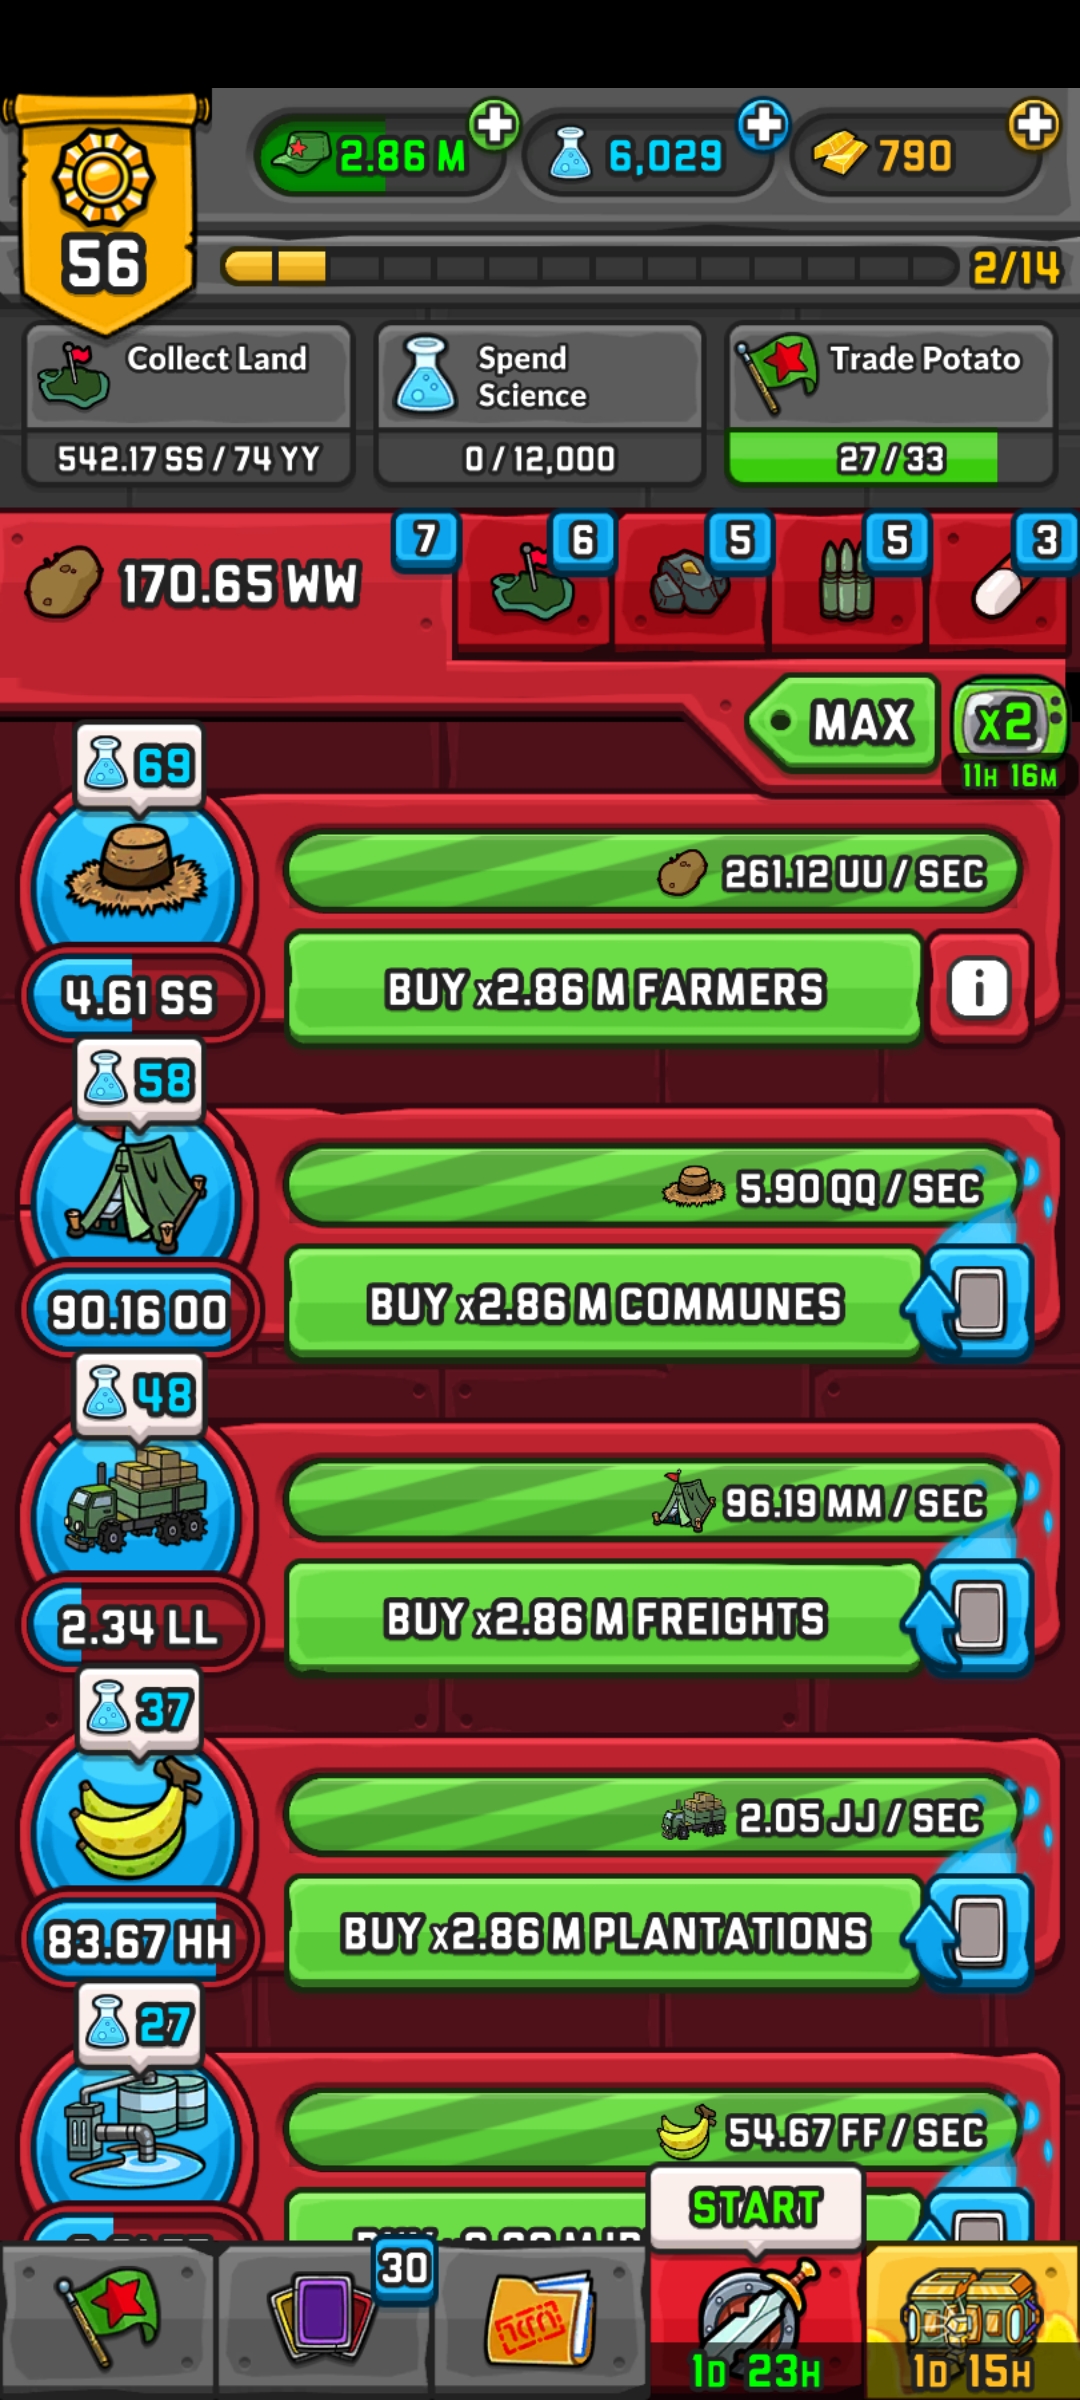 56
2.86 M
6,029
790
2/14
Collect Land
542.17 SS / 74 YY
Spend
Science
0 / 12,000
Trade Potato
27 / 33
170.65 WW
7
6
5
5
3
MAX
x2
11H 16M
69
261.12 UU / SEC
4.61 SS
BUY x2.86 M FARMERS
i
58
5.90 QQ / SEC
90.16 OO
BUY x2.86 M COMMUNES
48
96.19 MM / SEC
2.34 LL
BUY x2.86 M FREIGHTS
37
2.05 JJ / SEC
83.67 HH
BUY x2.86 M PLANTATIONS
27
54.67 FF / SEC
START
30
1D 23H
1D 15H